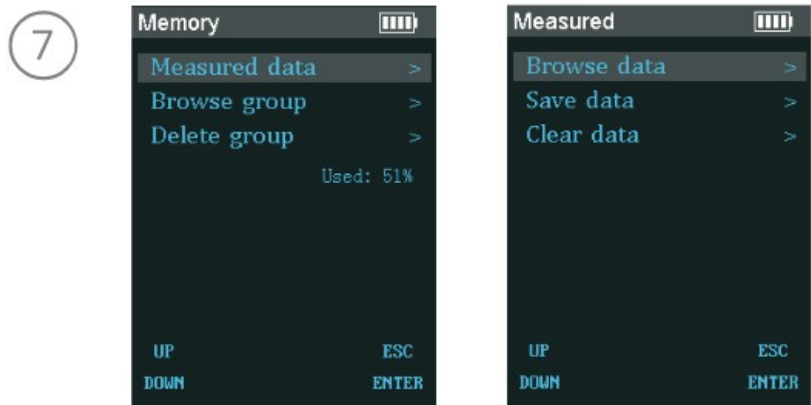 7
Memory
Measured data >
Browse group >
Delete group >
Used: 51%
UP ESC
DOWN ENTER
Measured
Browse data >
Save data >
Clear data >
UP ESC
DOWN ENTER